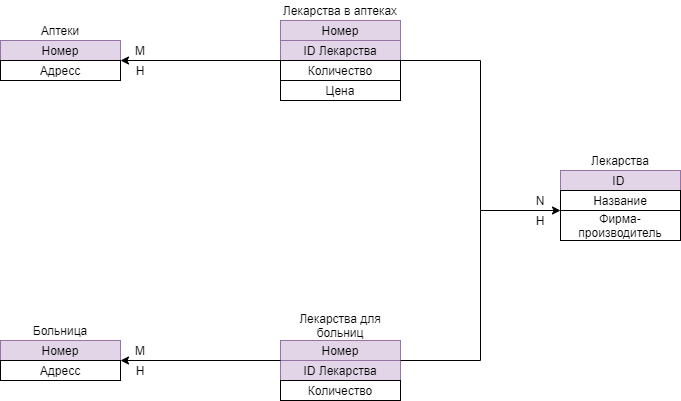 Лекарства в аптеках
Номер
ID Лекарства
Количество
Цена
Аптеки
Номер
Адресс
М
Н
Лекарства
ID
Название
Фирма-
производитель
N
Н
Больница
Номер
Адресс
М
Н
Лекарства для
больниц
Номер
ID Лекарства
Количество